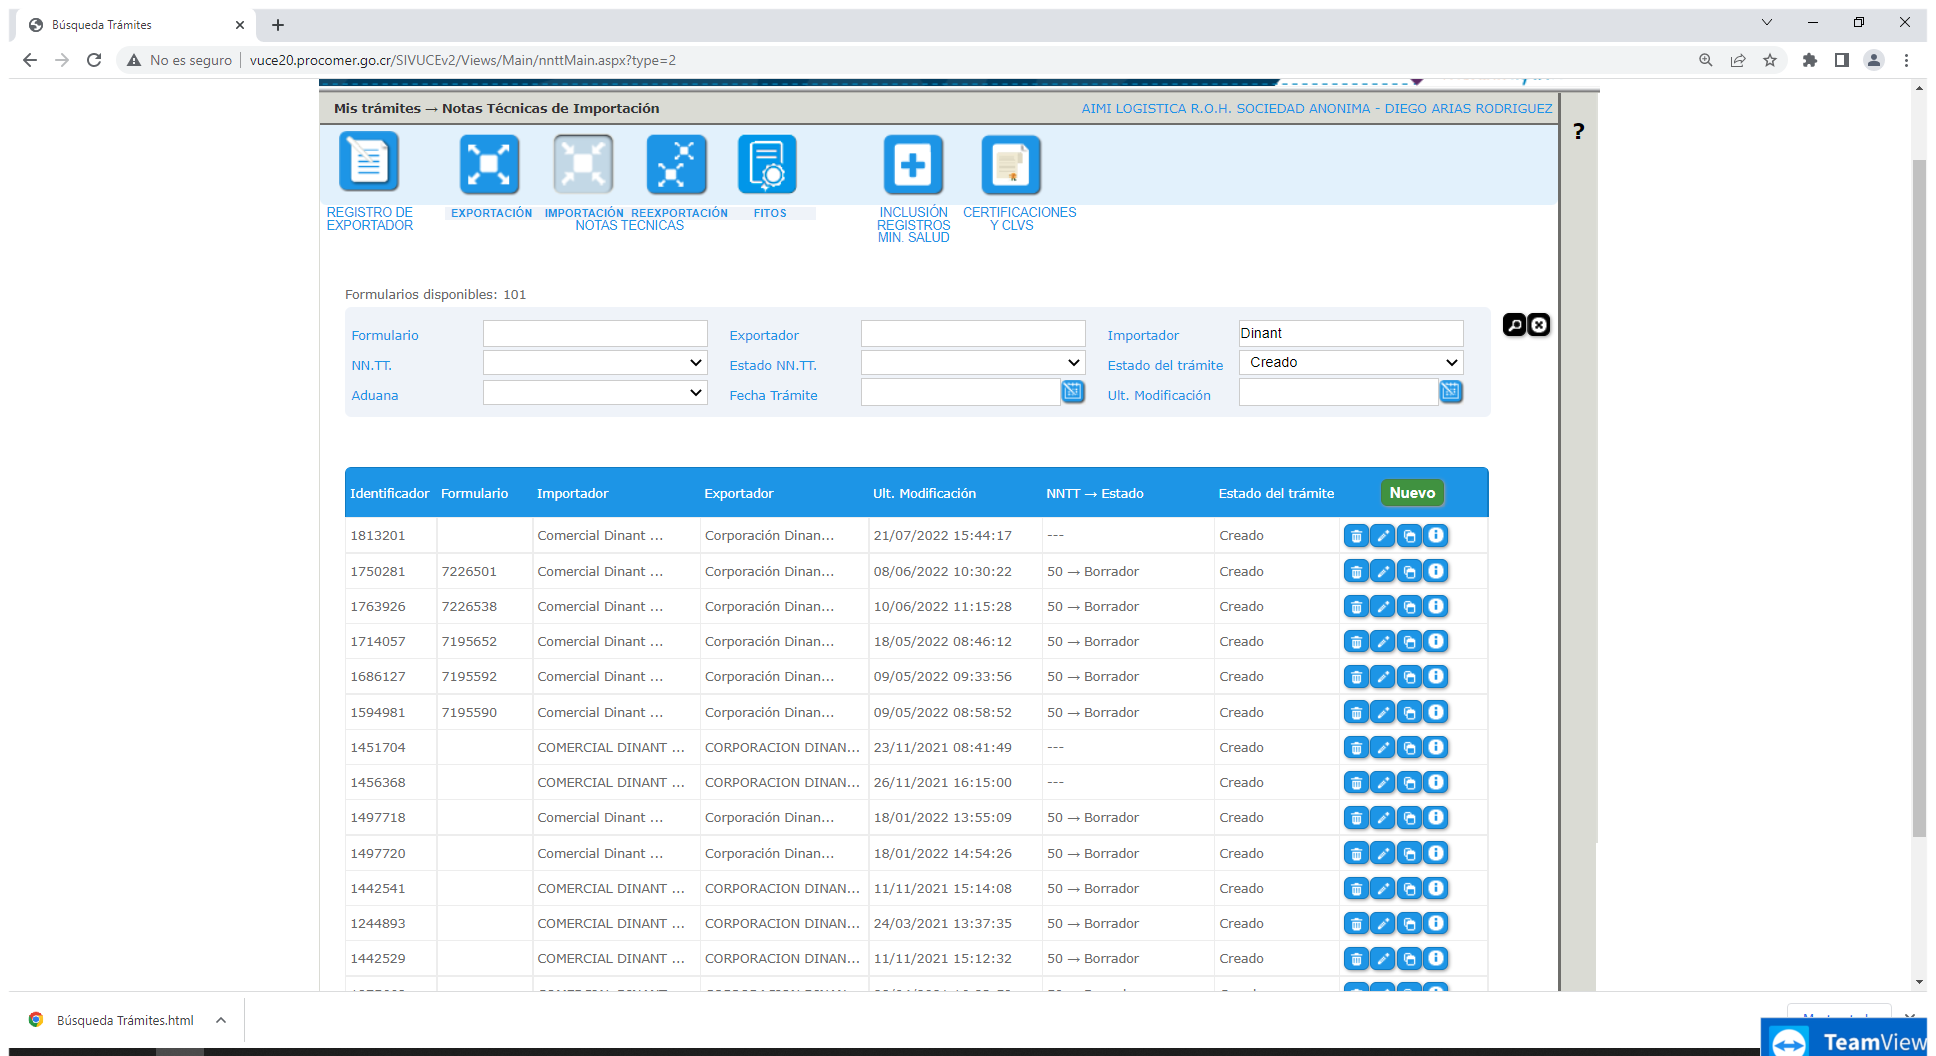 Búsqueda Trámites
No es seguro | vuce20.procomer.go.cr/SIVUCEv2/Views/Main/nnttMain.aspx?type=2
Mis trámites → Notas Técnicas de Importación
AIMI LOGISTICA R.O.H. SOCIEDAD ANONIMA - DIEGO ARIAS RODRIGUEZ
?
REGISTRO DE
EXPORTADOR
EXPORTACIÓN IMPORTACIÓN REEXPORTACIÓN FITOS
NOTAS TECNICAS
INCLUSIÓN
REGISTROS
MIN. SALUD
CERTIFICACIONES
Y CLVS
Formularios disponibles: 101
Formulario Exportador Importador Dinant
NN.TT. Estado NN.TT. Estado del trámite Creado
Aduana Fecha Trámite Ult. Modificación
Identificador Formulario Importador Exportador Ult. Modificación NNTT → Estado Estado del trámite Nuevo
1813201 Comercial Dinant ... Corporación Dinan... 21/07/2022 15:44:17 --- Creado
1750281 7226501 Comercial Dinant ... Corporación Dinan... 08/06/2022 10:30:22 50 → Borrador Creado
1763926 7226538 Comercial Dinant ... Corporación Dinan... 10/06/2022 11:15:28 50 → Borrador Creado
1714057 7195652 Comercial Dinant ... Corporación Dinan... 18/05/2022 08:46:12 50 → Borrador Creado
1686127 7195592 Comercial Dinant ... Corporación Dinan... 09/05/2022 09:33:56 50 → Borrador Creado
1594981 7195590 Comercial Dinant ... Corporación Dinan... 09/05/2022 08:58:52 50 → Borrador Creado
1451704 COMERCIAL DINANT ... CORPORACION DINAN... 23/11/2021 08:41:49 --- Creado
1456368 COMERCIAL DINANT ... CORPORACION DINAN... 26/11/2021 16:15:00 --- Creado
1497718 Comercial Dinant ... Corporación Dinan... 18/01/2022 13:55:09 50 → Borrador Creado
1497720 Comercial Dinant ... Corporación Dinan... 18/01/2022 14:54:26 50 → Borrador Creado
1442541 COMERCIAL DINANT ... CORPORACION DINAN... 11/11/2021 15:14:08 50 → Borrador Creado
1244893 COMERCIAL DINANT ... CORPORACION DINAN... 24/03/2021 13:37:35 50 → Borrador Creado
1442529 COMERCIAL DINANT ... CORPORACION DINAN... 11/11/2021 15:12:32 50 → Borrador Creado
Búsqueda Trámites.html
TeamView